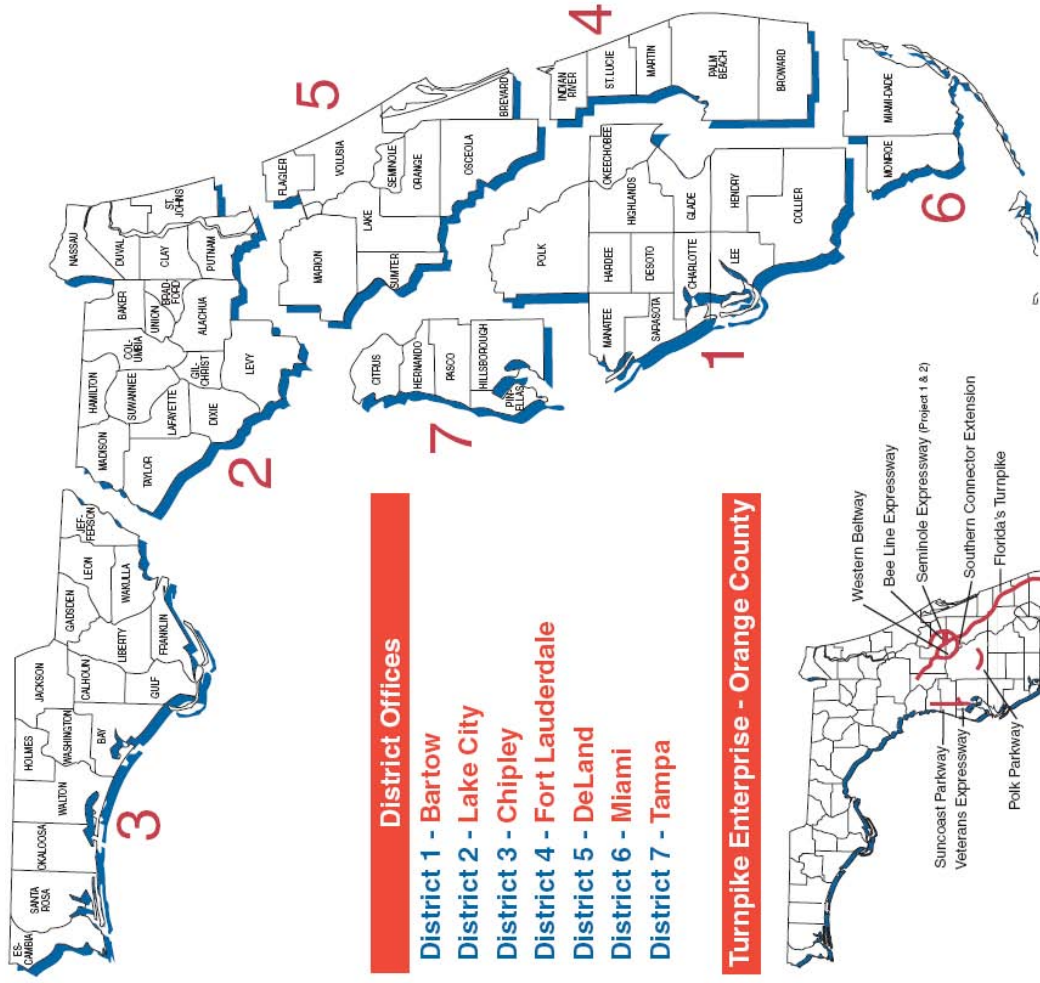 ES-
CAMBIA
SANTA
ROSA
OKALOOSA
WALTON
HOLMES
WASHINGTON
BAY
JACKSON
CALHOUN
GULF
GADSDEN
LIBERTY
FRANKLIN
LEON
WAKULLA
JEF-
FERSON
3
MADISON
TAYLOR
HAMILTON
SUWANNEE
LAFAYETTE
DIXIE
COL-
UMBIA
GIL-
CHRIST
LEVY
BAKER
UNION
BRAD-
FORD
ALACHUA
NASSAU
DUVAL
CLAY
PUTNAM
ST.
JOHNS
2
FLAGLER
VOLUSIA
MARION
LAKE
SUMTER
SEMINOLE
ORANGE
OSCEOLA
BREVARD
5
CITRUS
HERNANDO
PASCO
HILLSBOROUGH
PIN-
ELLAS
7
POLK
MANATEE
HARDEE
HIGHLANDS
OKEECHOBEE
SARASOTA
DESOTO
CHARLOTTE
GLADE
LEE
HENDRY
COLLIER
1
INDIAN
RIVER
ST. LUCIE
MARTIN
PALM
BEACH
BROWARD
4
MONROE
MIAMI-DADE
6
District Offices
District 1 - Bartow
District 2 - Lake City
District 3 - Chipley
District 4 - Fort Lauderdale
District 5 - DeLand
District 6 - Miami
District 7 - Tampa
Turnpike Enterprise - Orange County
Western Beltway
Bee Line Expressway
Seminole Expressway (Project 1 & 2)
Southern Connector Extension
Florida's Turnpike
Suncoast Parkway
Veterans Expressway
Polk Parkway